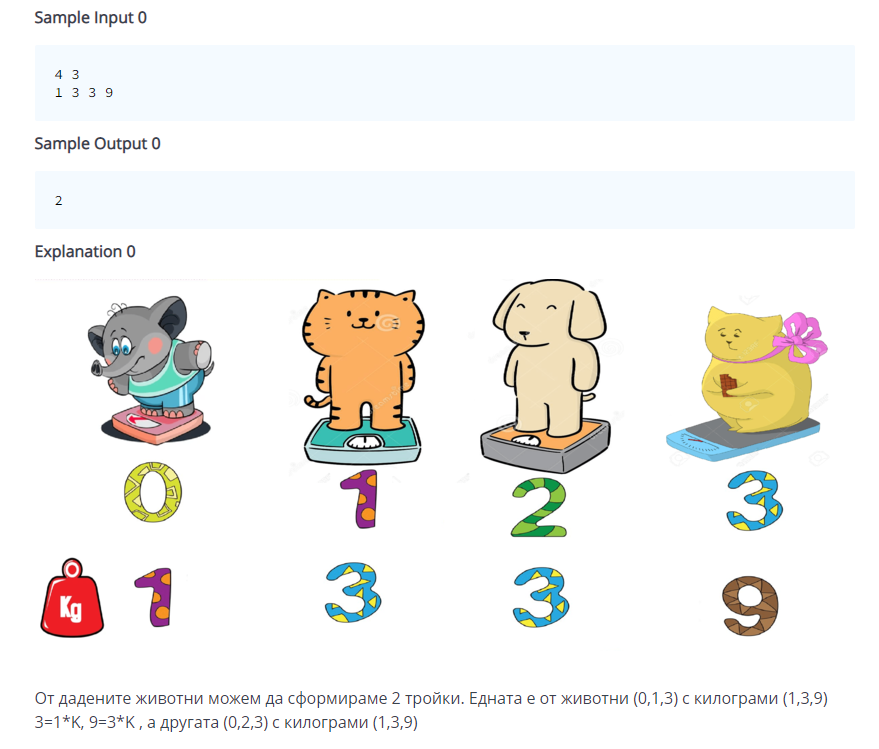 Sample Input 0
4 3
1 3 3 9
Sample Output 0
2
Explanation 0
0 1 2 3
Kg 1 3 3 9
От дадените животни можем да сформираме 2 тройки. Едната е от животни (0,1,3) с килограми (1,3,9)
3=1*K, 9=3*K , а другата (0,2,3) с килограми (1,3,9)